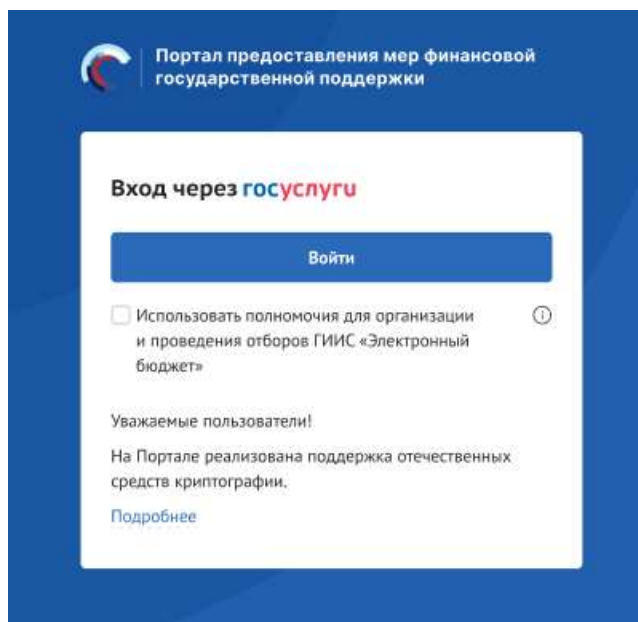 Портал предоставления мер финансовой
государственной поддержки
Вход через госуслуги
Войти
Использовать полномочия для организации
и проведения отборов ГИИС «Электронный
бюджет»
Уважаемые пользователи!
На Портале реализована поддержка отечественных
средств криптографии.
Подробнее